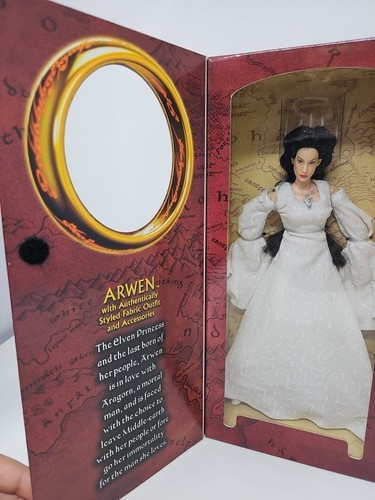 ARWEN
with Authentically
Styled Fabric Outfit
and Accessories
The Elven Princess
and the last born of
her people, Arwen
is in love with
Aragorn, a mortal
man, and is faced
with the choice to
leave Middle-earth
with her people or fore
go her immortality
for the man she loves.